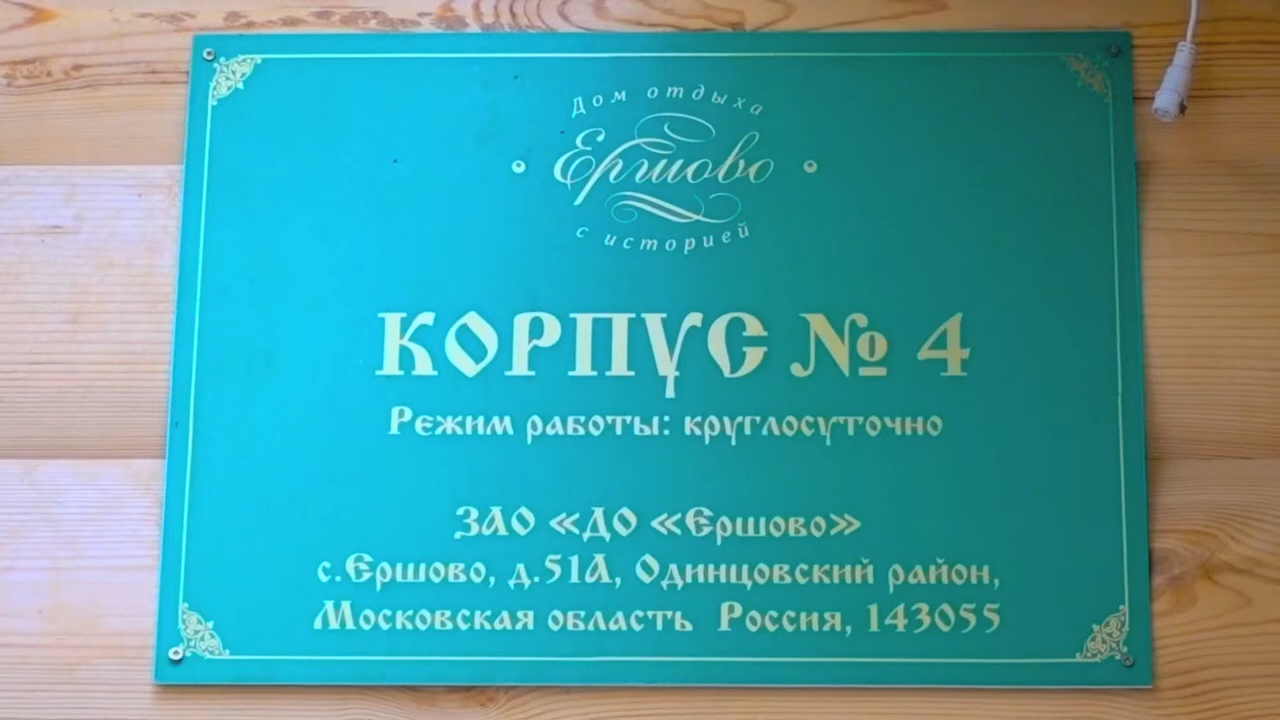 Дом отдыха
Ершово
с историей
КОРПУС № 4
Режим работы: круглосуточно
ЗАО «ДО «Ершово»
с.Ершово, д.51А, Одинцовский район,
Московская область Россия, 143055